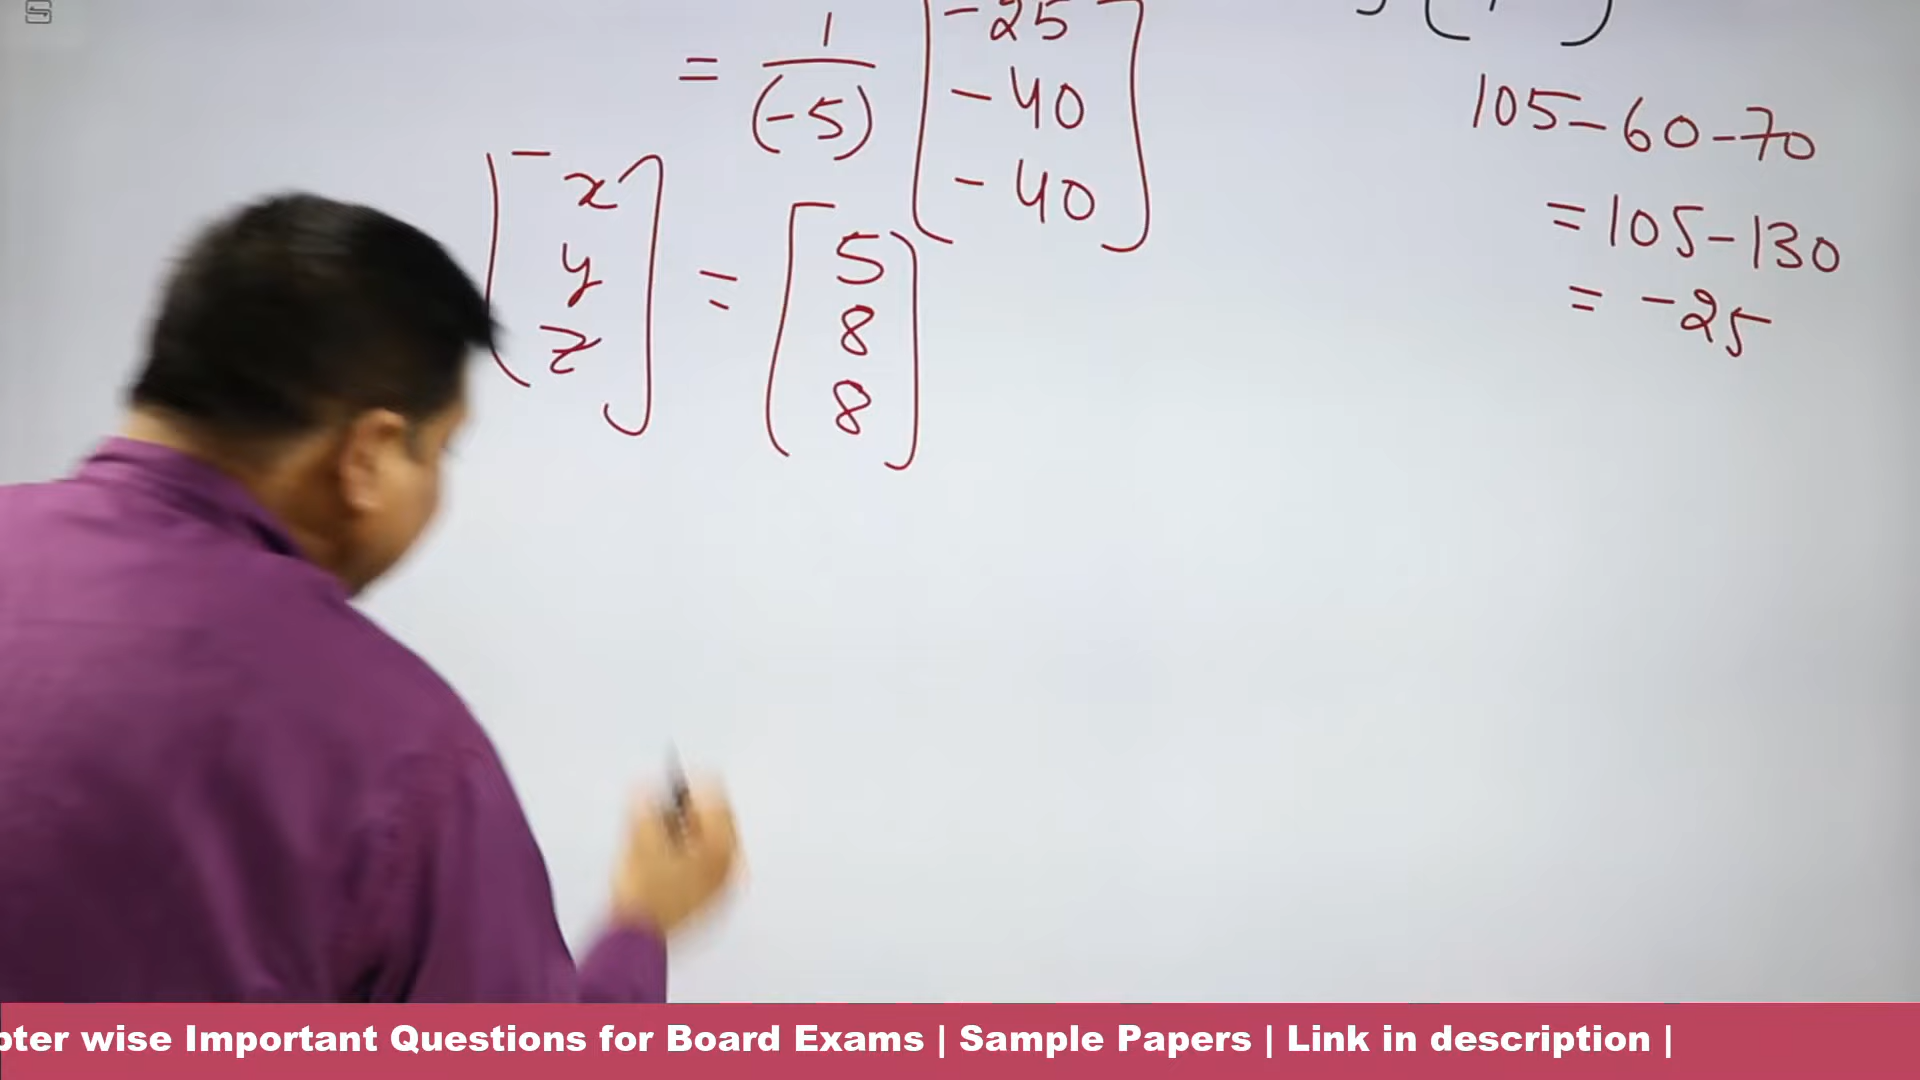 = 1/(-5) [-25
-40
-40]
[x
y
z] = [5
8
8]
105-60-70
=105-130
= -25
pter wise Important Questions for Board Exams | Sample Papers | Link in description |